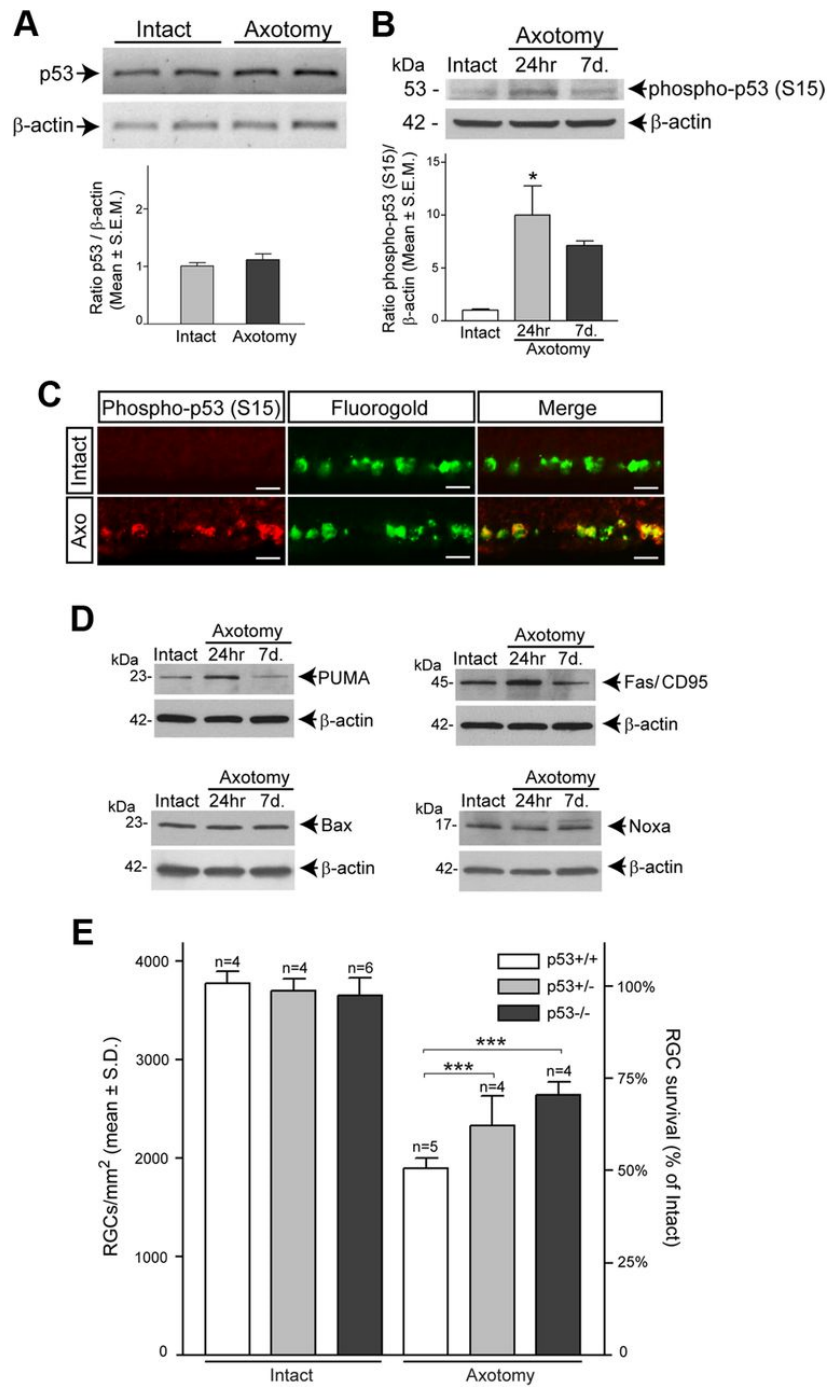 A
Intact Axotomy
p53
β-actin
Ratio p53 / β-actin
(Mean ± S.E.M.)
2
1
0
Intact Axotomy
B
Axotomy
kDa Intact 24hr 7d.
53 - phospho-p53 (S15)
42 - β-actin
Ratio phospho-p53 (S15)/
β-actin (Mean ± S.E.M.)
15
10
5
0
*
Intact 24hr 7d.
Axotomy
C
Phospho-p53 (S15) Fluorogold Merge
Intact
Axo
D
Axotomy
kDa Intact 24hr 7d.
23- PUMA
42- β-actin
Axotomy
kDa Intact 24hr 7d.
45- Fas/CD95
42- β-actin
Axotomy
kDa Intact 24hr 7d.
23- Bax
42- β-actin
Axotomy
kDa Intact 24hr 7d.
17- Noxa
42- β-actin
E
RGCs/mm² (mean ± S.D.)
4000
3000
2000
1000
0
n=4 n=4 n=6
p53+/+
p53+/-
p53-/-
***
***
n=5 n=4 n=4
100%
75%
50%
25%
0
RGC survival (% of Intact)
Intact Axotomy